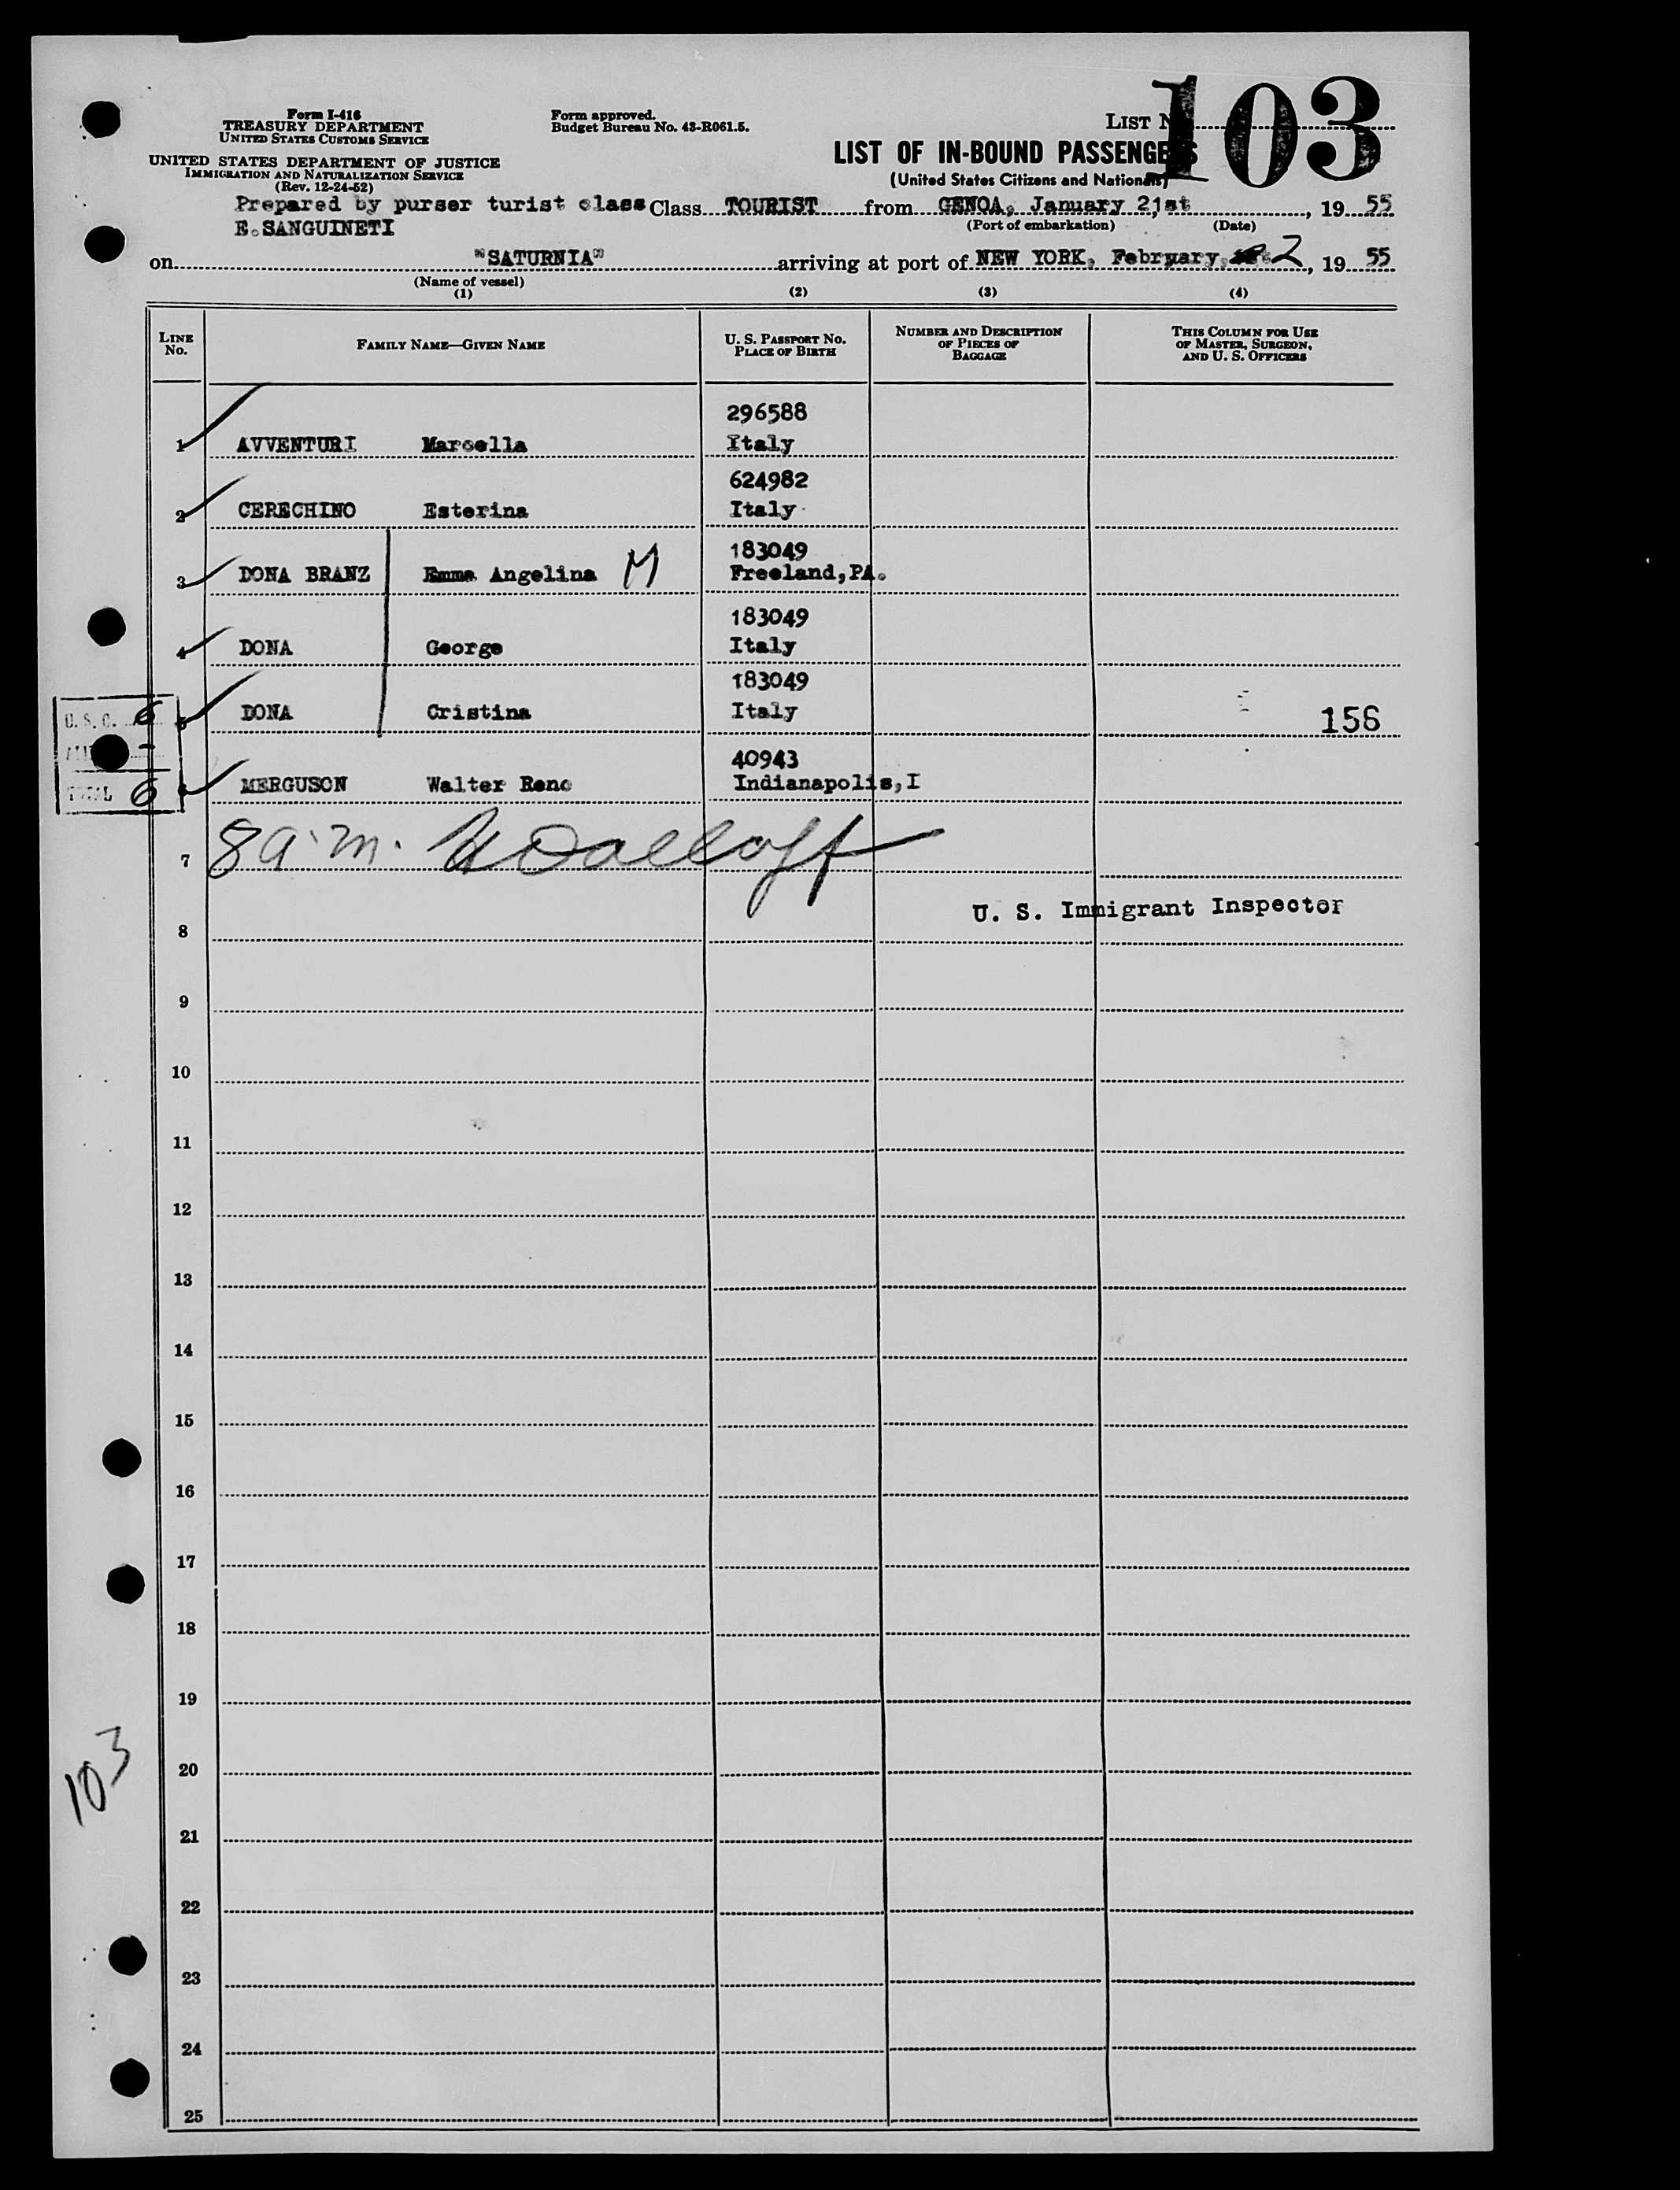 103
Form I-416
TREASURY DEPARTMENT
UNITED STATES CUSTOMS SERVICE
UNITED STATES DEPARTMENT OF JUSTICE
IMMIGRATION AND NATURALIZATION SERVICE
(Rev. 12-24-52)
Form approved.
Budget Bureau No. 43-R061.5.
LIST
LIST OF IN-BOUND PASSENGERS
(United States Citizens and Nationals)
Prepared by purser turist class Class TOURIST from GENOA, January 21st, 1955
E.SANGUINETI (Port of embarkation) (Date)
on "SATURNIA" arriving at port of NEW YORK, February 2, 1955
(Name of vessel)
(1) (2) (3) (4)
LINE No. FAMILY NAME—GIVEN NAME U. S. PASSPORT No. PLACE OF BIRTH NUMBER AND DESCRIPTION OF PIECES OF BAGGAGE THIS COLUMN FOR USE OF MASTER, SURGEON, AND U. S. OFFICERS
296588
1 AVVENTURI Marcella Italy
624982
2 CERECHINO Esterina Italy
183049
3 DONA BRANZ Emma Angelina M Freeland,PA.
183049
4 DONA George Italy
183049
5 DONA Cristina Italy 156
U. S. C. 6
-
TOTAL 6
40943
MERGUSON Walter Reno Indianapolis,I
7 8 a.m.
U. S. Immigrant Inspector
8
9
10
11
12
13
14
15
16
17
18
19
20
103
21
22
23
24
25